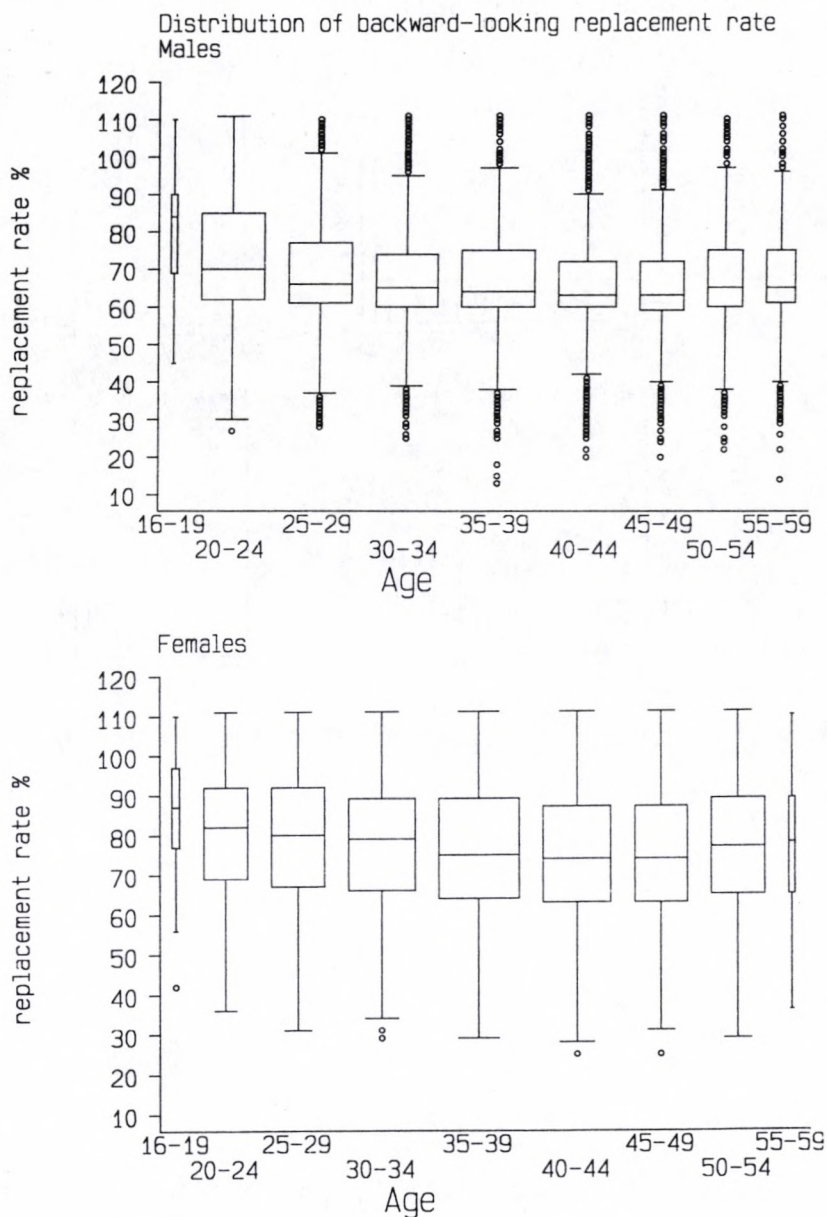 Distribution of backward-looking replacement rate
Males
replacement rate %
120
110
100
90
80
70
60
50
40
30
20
10
16-19 25-29 35-39 45-49 55-59
20-24 30-34 40-44 50-54
Age
Females
replacement rate %
120
110
100
90
80
70
60
50
40
30
20
10
16-19 25-29 35-39 45-49 55-59
20-24 30-34 40-44 50-54
Age